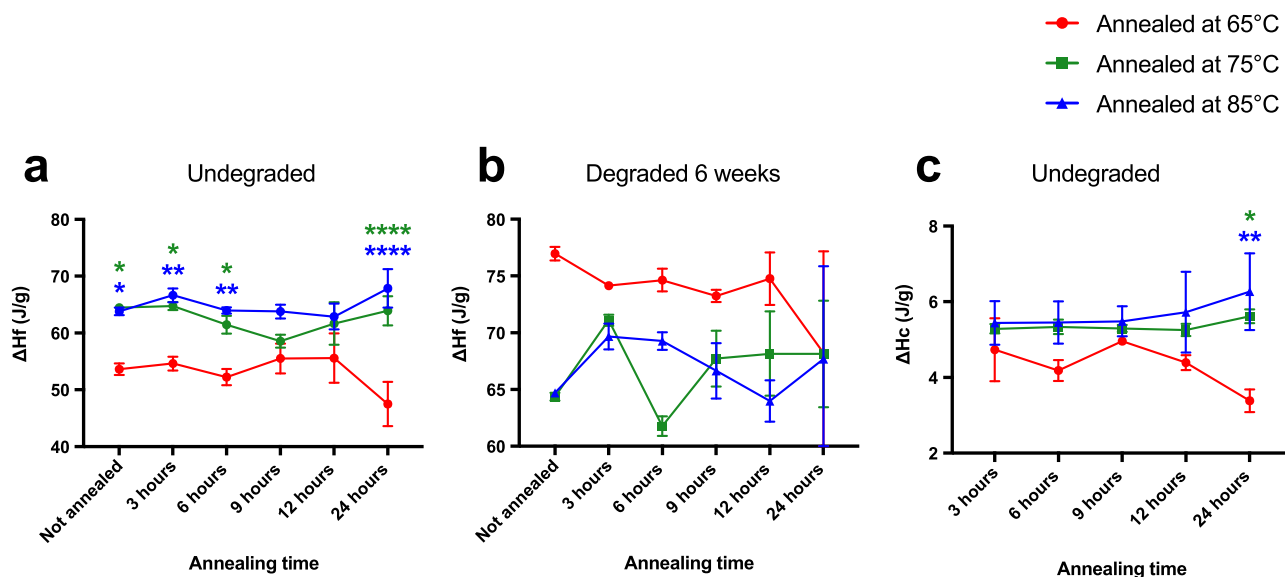 Annealed at 65°C
Annealed at 75°C
Annealed at 85°C
a
Undegraded
ΔHf (J/g)
80
70
60
50
40
*
*
*
**
*
**
****
****
Not annealed
3 hours
6 hours
9 hours
12 hours
24 hours
Annealing time
b
Degraded 6 weeks
ΔHf (J/g)
80
75
70
65
60
Not annealed
3 hours
6 hours
9 hours
12 hours
24 hours
Annealing time
c
Undegraded
ΔHc (J/g)
8
6
4
2
*
**
3 hours
6 hours
9 hours
12 hours
24 hours
Annealing time